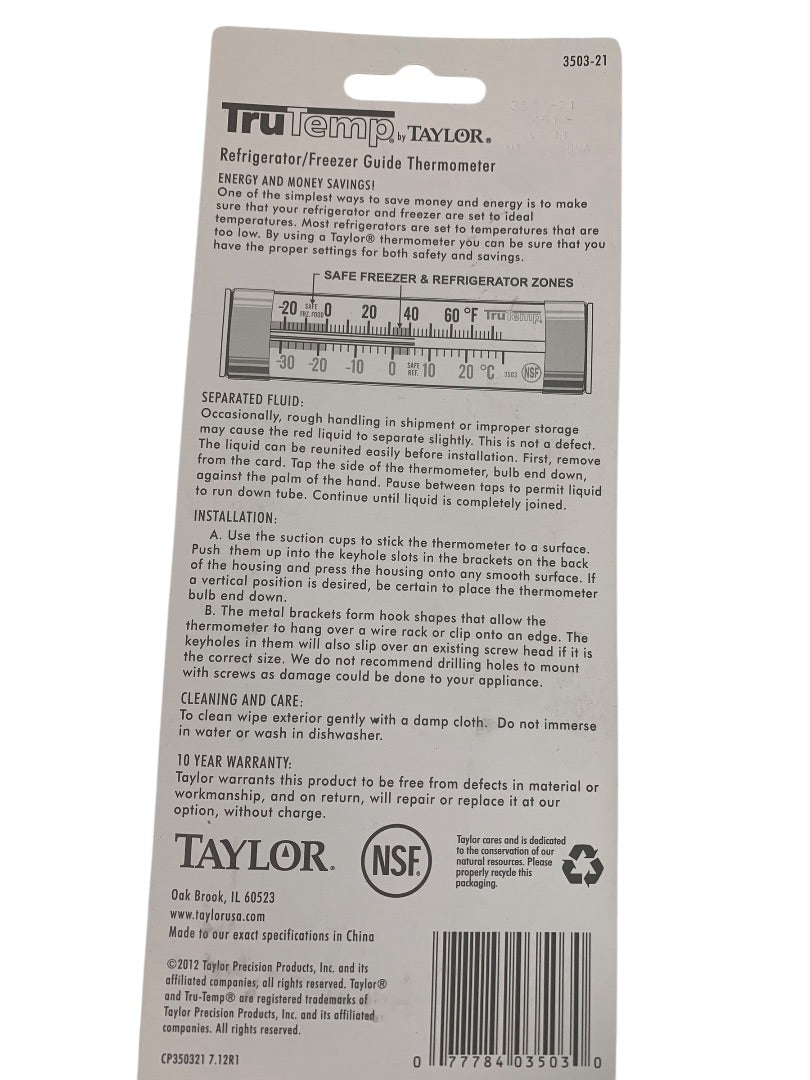 3503-21
TruTemp® by TAYLOR®
Refrigerator/Freezer Guide Thermometer
ENERGY AND MONEY SAVINGS!
One of the simplest ways to save money and energy is to make
sure that your refrigerator and freezer are set to ideal
temperatures. Most refrigerators are set to temperatures that are
too low. By using a Taylor® thermometer you can be sure that you
have the proper settings for both safety and savings.
SAFE FREEZER & REFRIGERATOR ZONES
-20 SAFE FRZ. FOOD 0 20 40 60 °F TruTemp
-30 -20 -10 0 SAFE REF. 10 20 °C 3503 NSF
SEPARATED FLUID:
Occasionally, rough handling in shipment or improper storage
may cause the red liquid to separate slightly. This is not a defect.
The liquid can be reunited easily before installation. First, remove
from the card. Tap the side of the thermometer, bulb end down,
against the palm of the hand. Pause between taps to permit liquid
to run down tube. Continue until liquid is completely joined.
INSTALLATION:
A. Use the suction cups to stick the thermometer to a surface.
Push them up into the keyhole slots in the brackets on the back
of the housing and press the housing onto any smooth surface. If
a vertical position is desired, be certain to place the thermometer
bulb end down.
B. The metal brackets form hook shapes that allow the
thermometer to hang over a wire rack or clip onto an edge. The
keyholes in them will also slip over an existing screw head if it is
the correct size. We do not recommend drilling holes to mount
with screws as damage could be done to your appliance.
CLEANING AND CARE:
To clean wipe exterior gently with a damp cloth. Do not immerse
in water or wash in dishwasher.
10 YEAR WARRANTY:
Taylor warrants this product to be free from defects in material or
workmanship, and on return, will repair or replace it at our
option, without charge.
TAYLOR®
NSF®
Taylor cares and is dedicated
to the conservation of our
natural resources. Please
properly recycle this
packaging.
Oak Brook, IL 60523
www.taylorusa.com
Made to our exact specifications in China
©2012 Taylor Precision Products, Inc. and its
affiliated companies, all rights reserved. Taylor®
and Tru-Temp® are registered trademarks of
Taylor Precision Products, Inc. and its affiliated
companies. All rights reserved.
CP350321 7.12R1
0 77784 03503 0